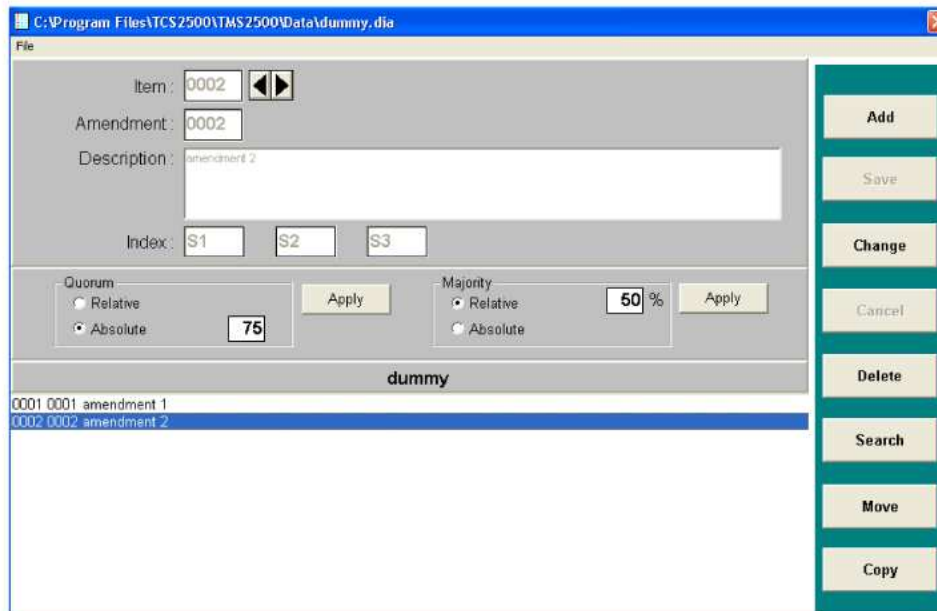 C:\Program Files\TCS2500\TMS2500\Data\dummy.dia
File
Item : 0002
Amendment : 0002
Description : amendment 2
Index : S1 S2 S3
Quorum
Relative
Absolute 75
Apply
Majority
Relative 50 %
Absolute
Apply
dummy
0001 0001 amendment 1
0002 0002 amendment 2
Add
Save
Change
Cancel
Delete
Search
Move
Copy